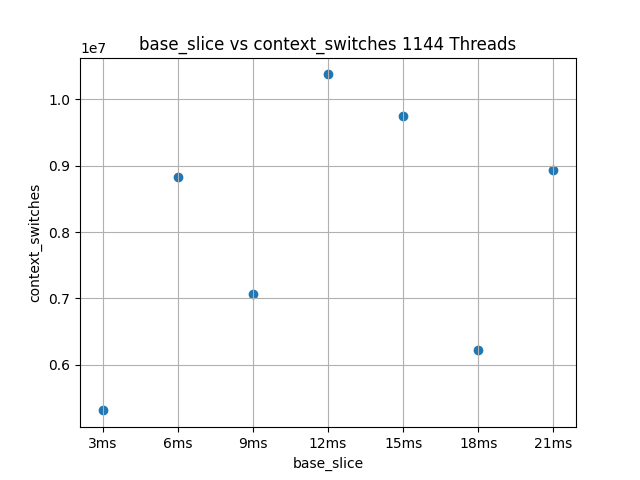 base_slice vs context_switches 1144 Threads
1e7
1.0
0.9
0.8
0.7
0.6
context_switches
3ms 6ms 9ms 12ms 15ms 18ms 21ms
base_slice